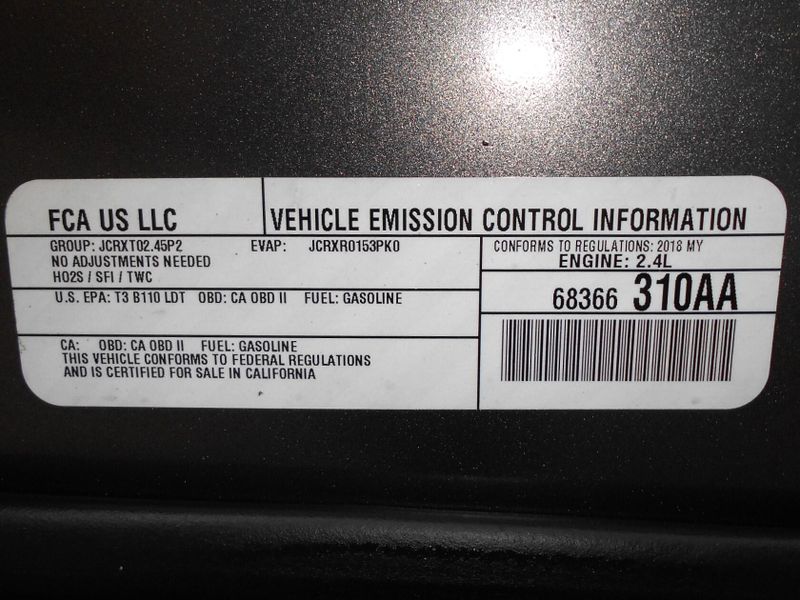 FCA US LLC
VEHICLE EMISSION CONTROL INFORMATION
GROUP: JCRXT02.45P2 EVAP: JCRXR0153PK0
NO ADJUSTMENTS NEEDED
HO2S / SFI / TWC
CONFORMS TO REGULATIONS: 2018 MY
ENGINE: 2.4L
U.S. EPA: T3 B110 LDT OBD: CA OBD II FUEL: GASOLINE
68366 310AA
CA: OBD: CA OBD II FUEL: GASOLINE
THIS VEHICLE CONFORMS TO FEDERAL REGULATIONS
AND IS CERTIFIED FOR SALE IN CALIFORNIA